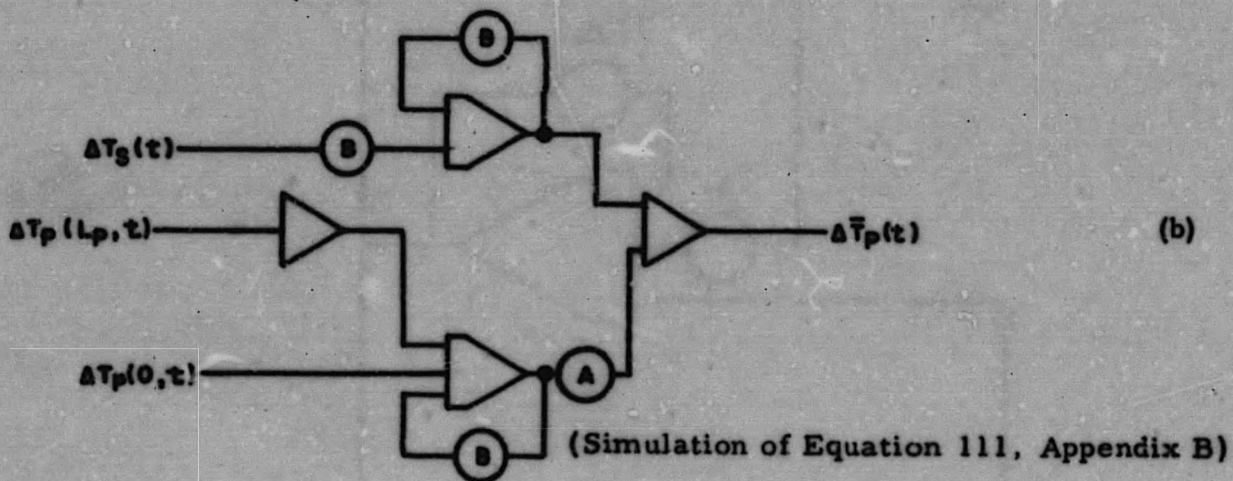 B
ΔTS(t)
B
ΔTP(LP,t)
ΔT̄P(t)
(b)
ΔTP(0,t)
A
B
(Simulation of Equation 111, Appendix B)